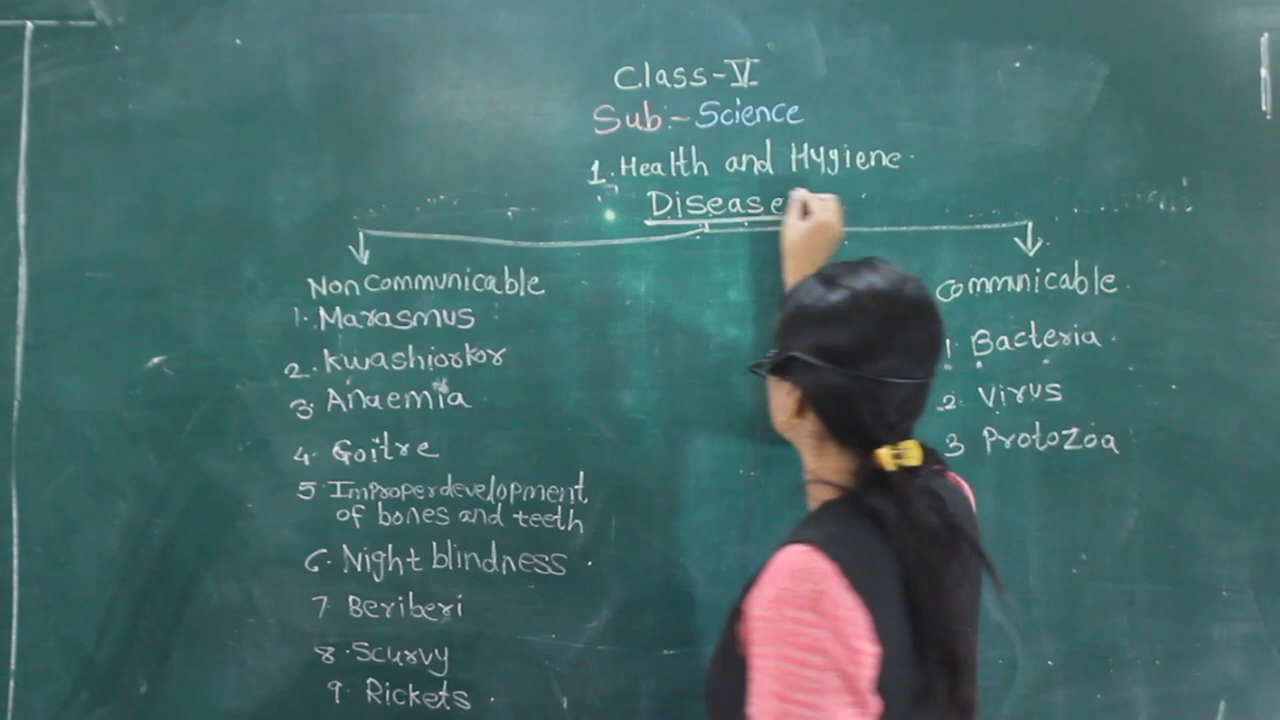 Class-VI
Sub:- Science
1. Health and Hygiene.
Disease
Non Communicable
1. Marasmus
2. Kwashiorkor
3. Anaemia
4. Goitre
5. Improper development
of bones and teeth
6. Night blindness.
7 Beriberi
8. Scurvy
9 Rickets.
Communicable.
1. Bacteria.
2. Virus
3 Protozoa